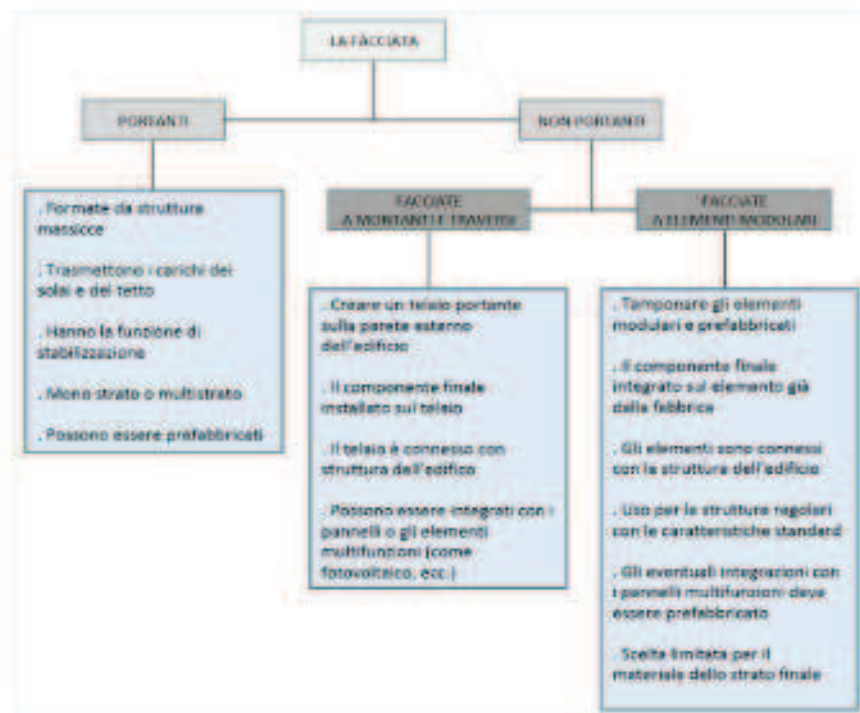 LA FACCIATA
PORTANTI
NON PORTANTI
. Formate da struttura
massicce
. Trasmettono i carichi dei
solai e del tetto
. Hanno la funzione di
stabilizzazione
. Mono strato o multistrato
. Possono essere prefabbricati
FACCIATE
A MONTANTI E TRAVERSI
. Creare un telaio portante
sulla parete esterno
dell'edificio
. Il componente finale
installato sul telaio
. Il telaio è connesso con
struttura dell'edifico
. Possono essere integrati con i
pannelli o gli elementi
multifunzioni (come
fotovoltaico, ecc.)
FACCIATE
A ELEMENTI MODULARI
. Tamponare gli elementi
modulari e prefabbricati
. Il componente finale
integrato sul elemento già
dalla fabbrica
. Gli elementi sono connessi
con la struttura dell'edificio
. Uso per le strutture regolari
con le caratteristiche standard
. Gli eventuali integrazioni con
i pannelli multifunzioni deve
essere prefabbricato
. Scelta limitata per il
materiale dello strato finale